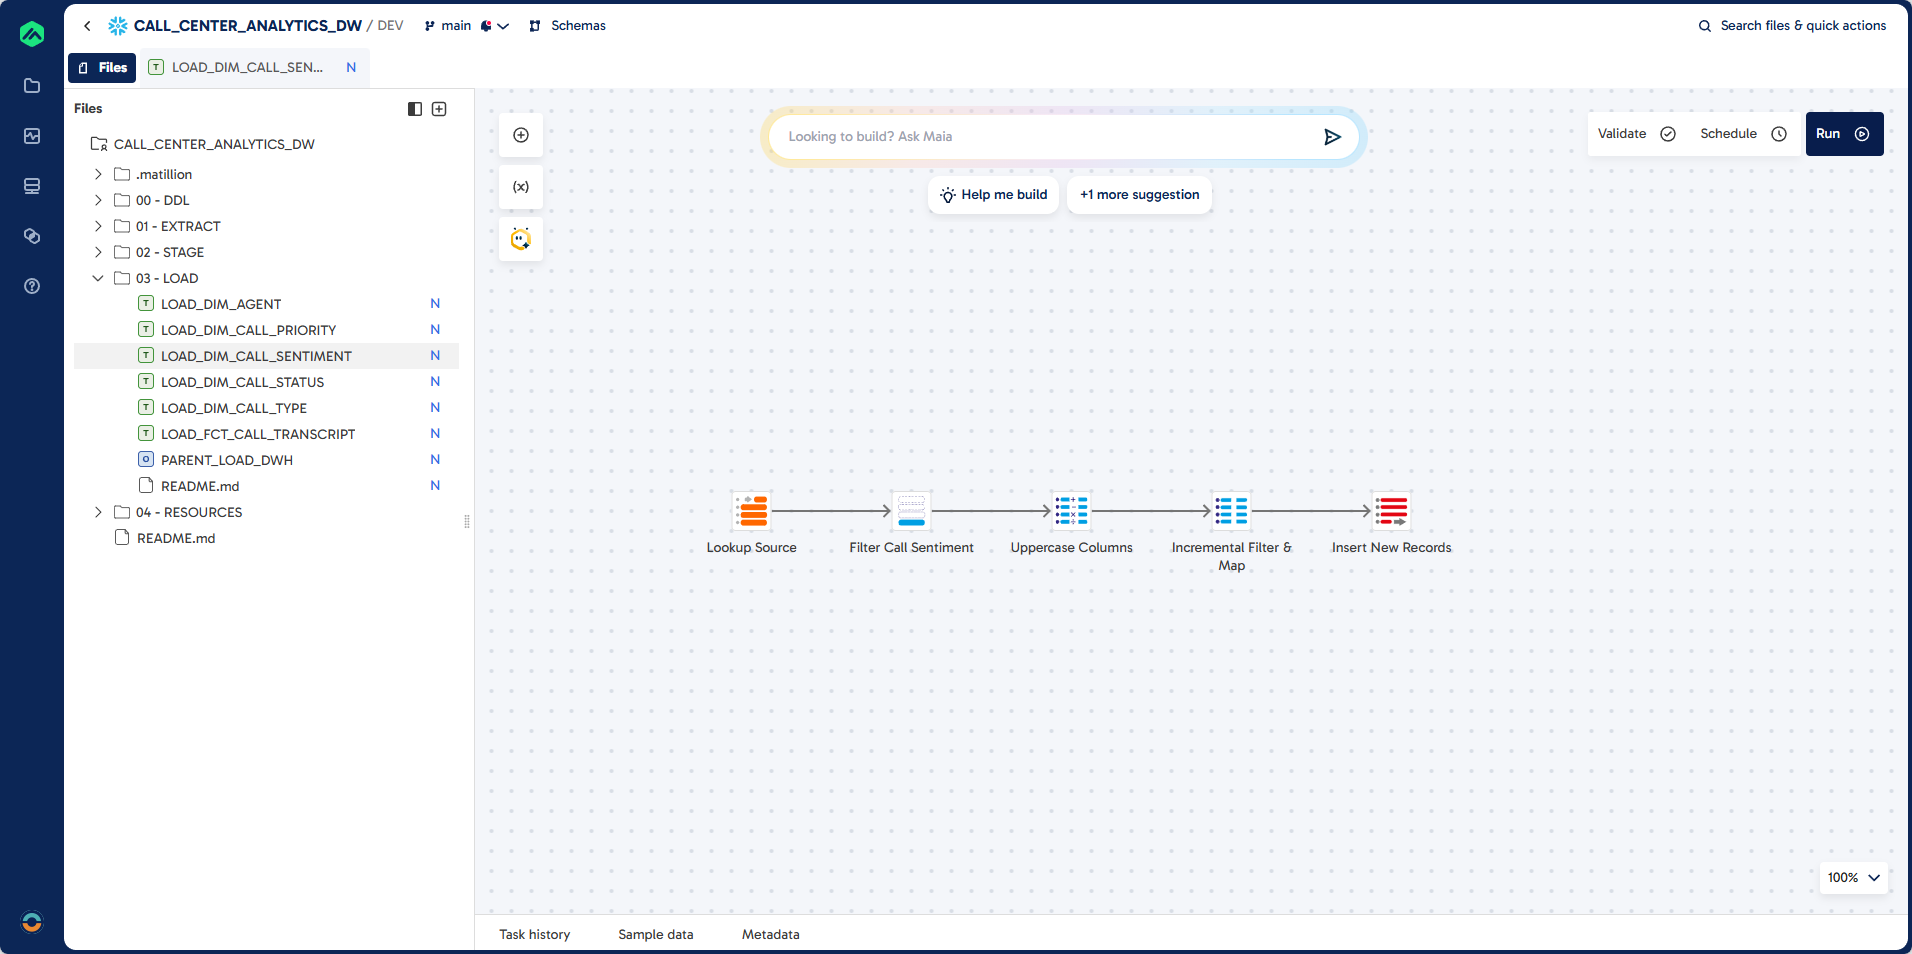 CALL_CENTER_ANALYTICS_DW / DEV main Schemas Search files & quick actions
Files T LOAD_DIM_CALL_SEN... N
Files
CALL_CENTER_ANALYTICS_DW
.matillion
00 - DDL
01 - EXTRACT
02 - STAGE
03 - LOAD
T LOAD_DIM_AGENT N
T LOAD_DIM_CALL_PRIORITY N
T LOAD_DIM_CALL_SENTIMENT N
T LOAD_DIM_CALL_STATUS N
T LOAD_DIM_CALL_TYPE N
T LOAD_FCT_CALL_TRANSCRIPT N
O PARENT_LOAD_DWH N
README.md N
04 - RESOURCES
README.md
Looking to build? Ask Maia
Help me build +1 more suggestion
(x)
Validate Schedule Run
Lookup Source
Filter Call Sentiment
Uppercase Columns
Incremental Filter &
Map
Insert New Records
100%
Task history Sample data Metadata